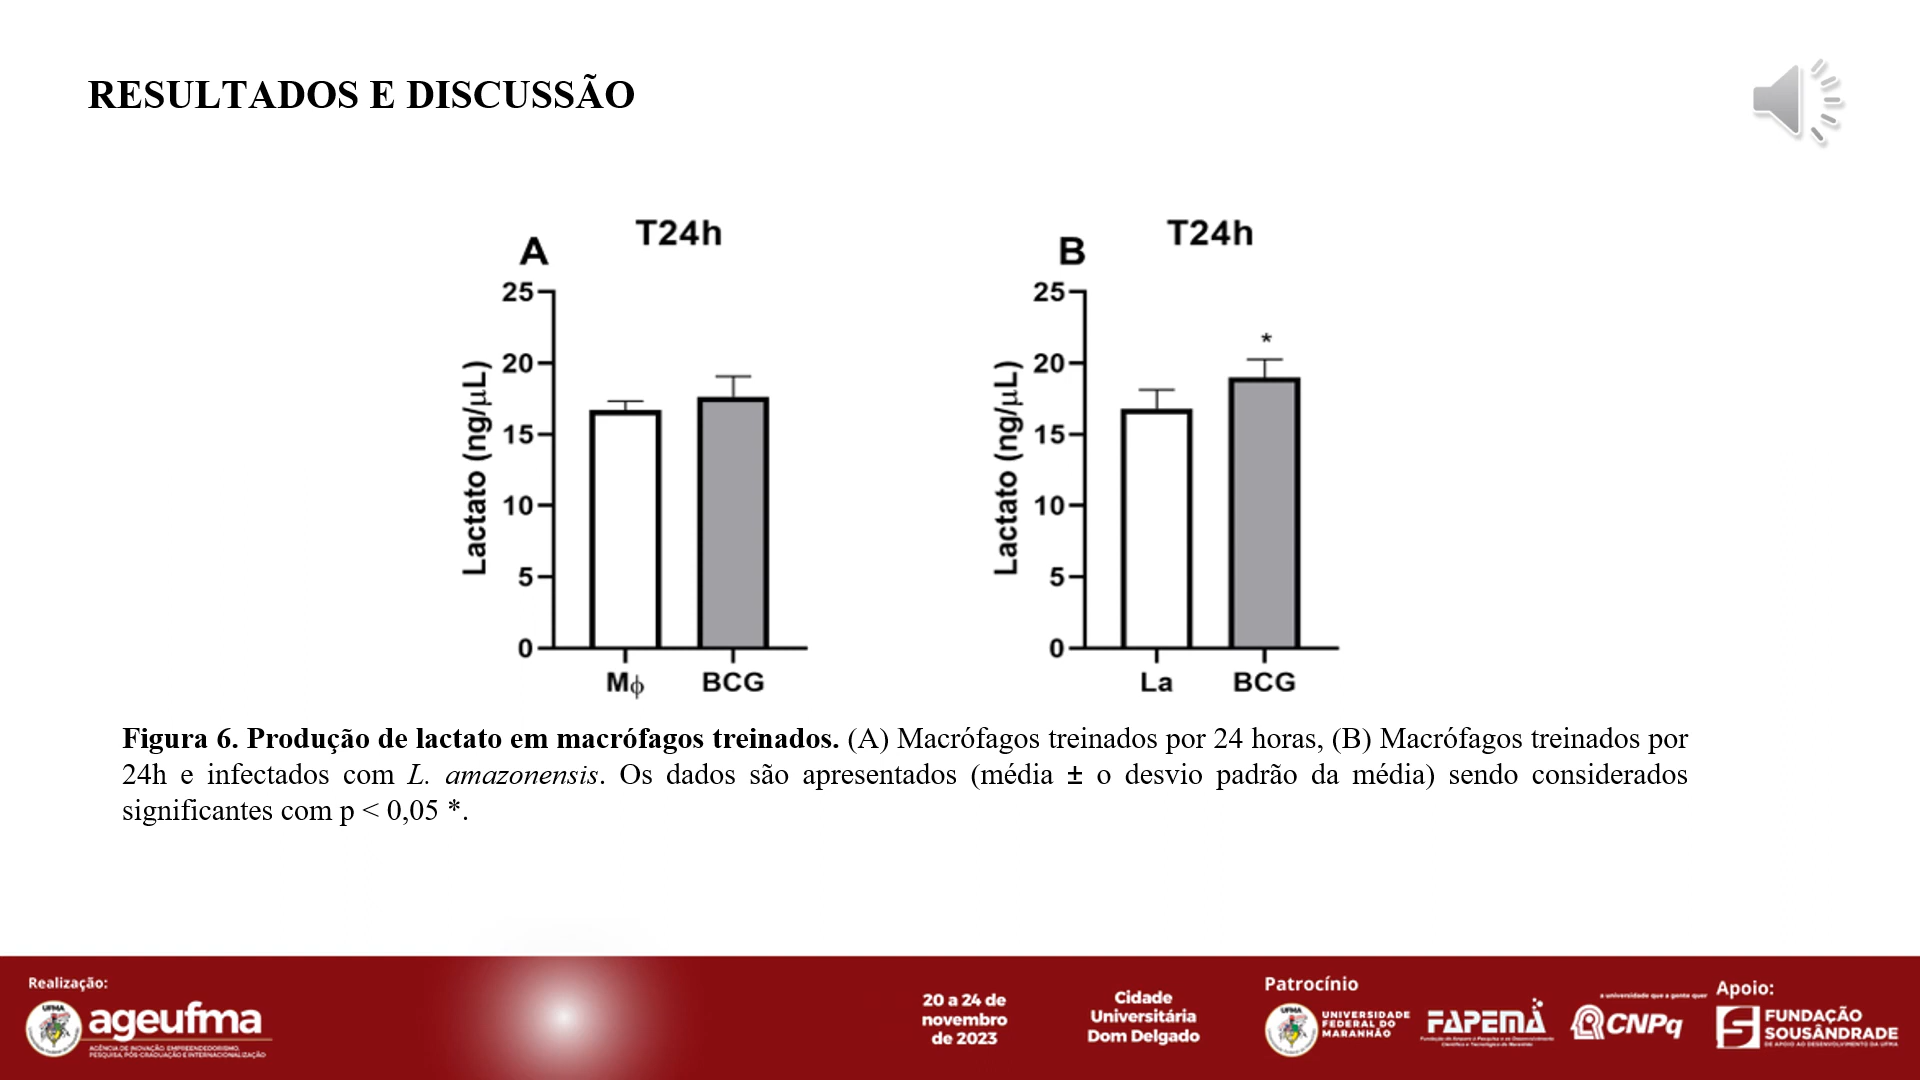 RESULTADOS E DISCUSSÃO
A
T24h
25
20
15
10
5
0
Lactato (ng/µL)
Mϕ
BCG
B
T24h
25
20
15
10
5
0
Lactato (ng/µL)
*
La
BCG
Figura 6. Produção de lactato em macrófagos treinados. (A) Macrófagos treinados por 24 horas, (B) Macrófagos treinados por
24h e infectados com L. amazonensis. Os dados são apresentados (média ± o desvio padrão da média) sendo considerados
significantes com p < 0,05 *.
Realização:
UFMA
ageufma
AGÊNCIA DE INOVAÇÃO, EMPREENDEDORISMO,
PESQUISA, PÓS-GRADUAÇÃO E INTERNACIONALIZAÇÃO
20 a 24 de
novembro
de 2023
Cidade
Universitária
Dom Delgado
Patrocínio
UFMA
UNIVERSIDADE
FEDERAL DO
MARANHÃO
FAPEMA
Fundação de Amparo à Pesquisa e ao Desenvolvimento
Científico e Tecnológico do Maranhão
a universidade que a gente quer
CNPq
Apoio:
FUNDAÇÃO
SOUSÂNDRADE
DE APOIO AO DESENVOLVIMENTO DA UFMA